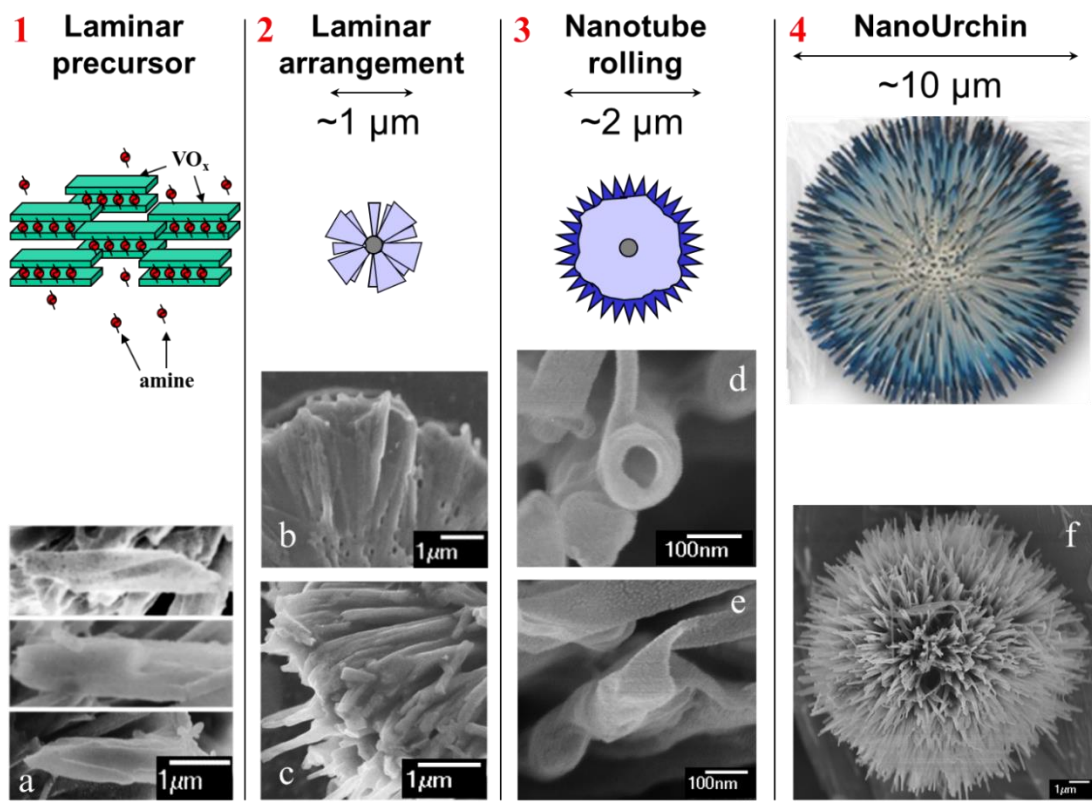 1 Laminar
precursor
VOₓ
amine
a
1μm
2 Laminar
arrangement
~1 μm
b
1μm
c
1μm
3 Nanotube
rolling
~2 μm
d
100nm
e
100nm
4 NanoUrchin
~10 μm
f
1μm